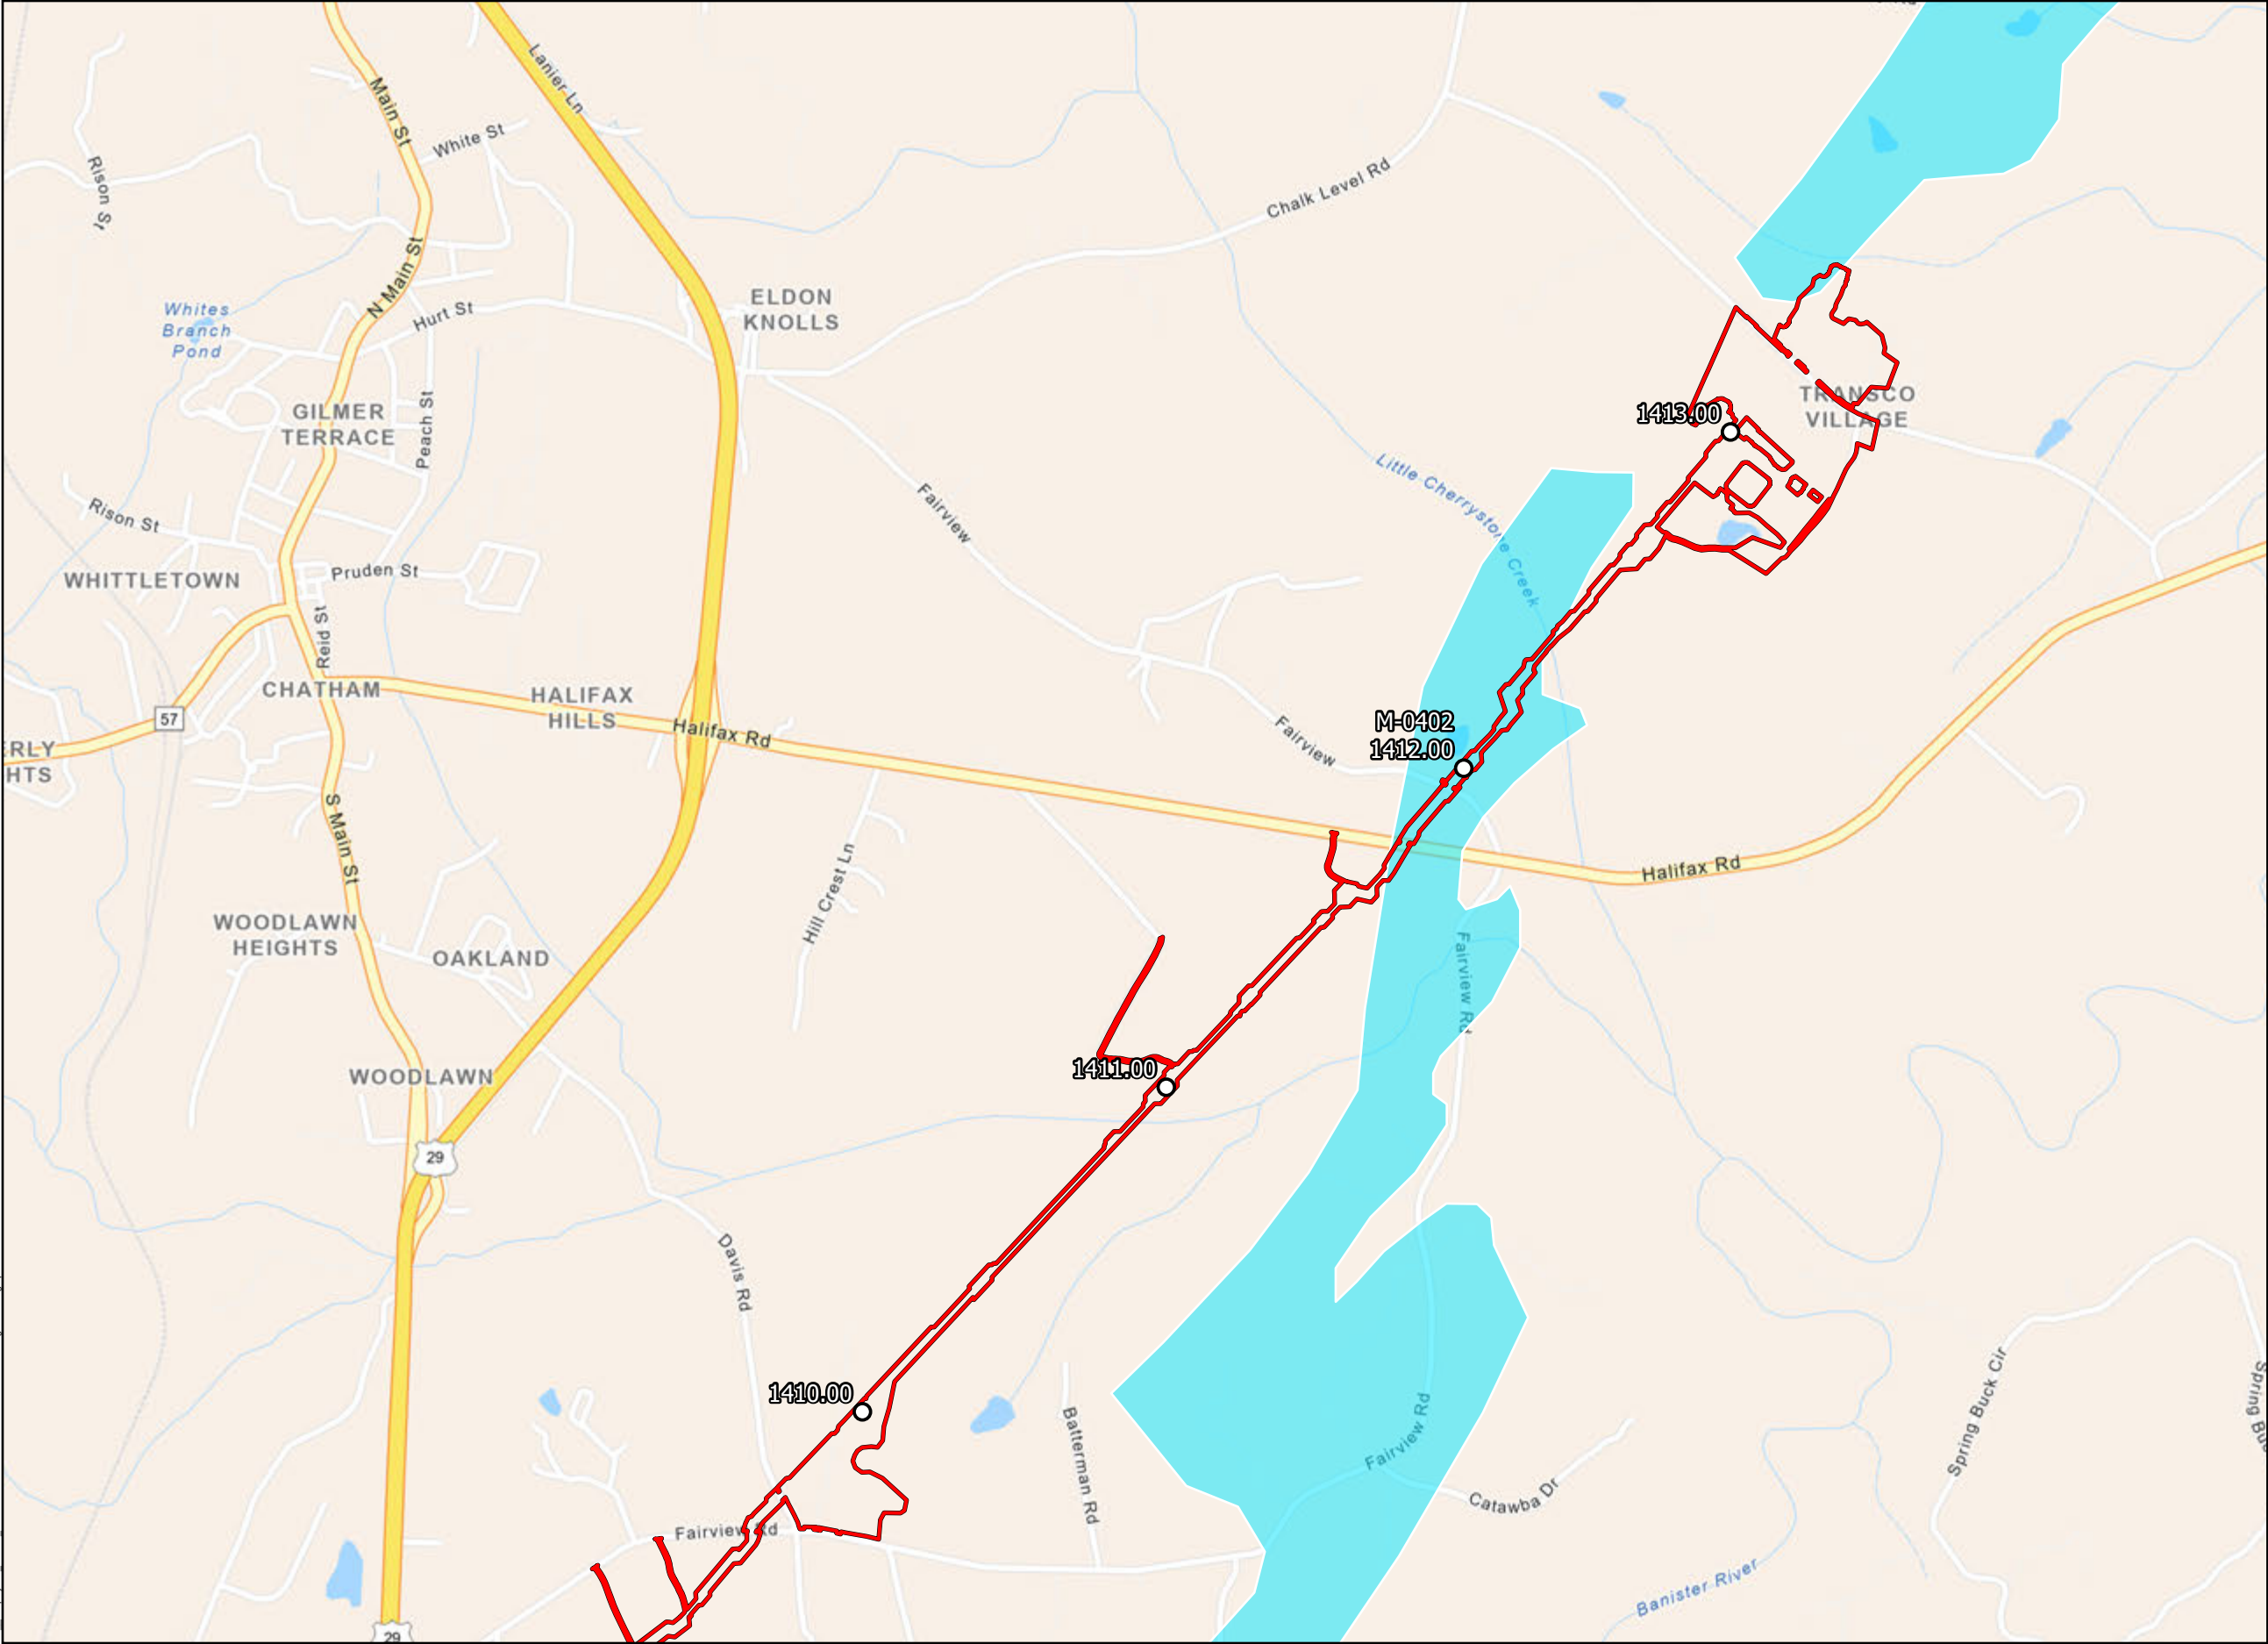 Lanier Ln
Main St
White St
Rison St
Chalk Level Rd
N Main St
ELDON
KNOLLS
Whites
Branch
Pond
Hurt St
TRANSCO
VILLAGE
1413.00
GILMER
TERRACE
Peach St
Little Cherrystone Creek
Fairview
Rison St
WHITTLETOWN
Pruden St
Reid St
CHATHAM
HALIFAX
HILLS
57
Halifax Rd
Fairview
M-0402
1412.00
ERLY
HTS
S Main St
Hill Crest Ln
Halifax Rd
WOODLAWN
HEIGHTS
OAKLAND
Fairview Rd
1411.00
WOODLAWN
29
Davis Rd
1410.00
Batterman Rd
Fairview Rd
Spring Buck Cir
Spring Bu
Catawba Dr
Fairview Rd
Banister River
29